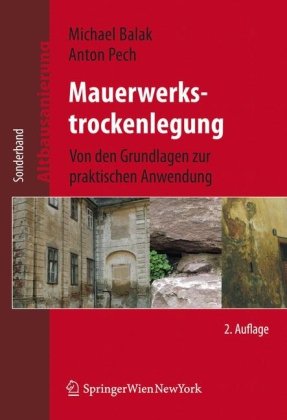 Michael Balak
Anton Pech
Mauerwerks-
trockenlegung
Von den Grundlagen zur
praktischen Anwendung
Sonderband
Altbausanierung
2. Auflage
SpringerWienNewYork